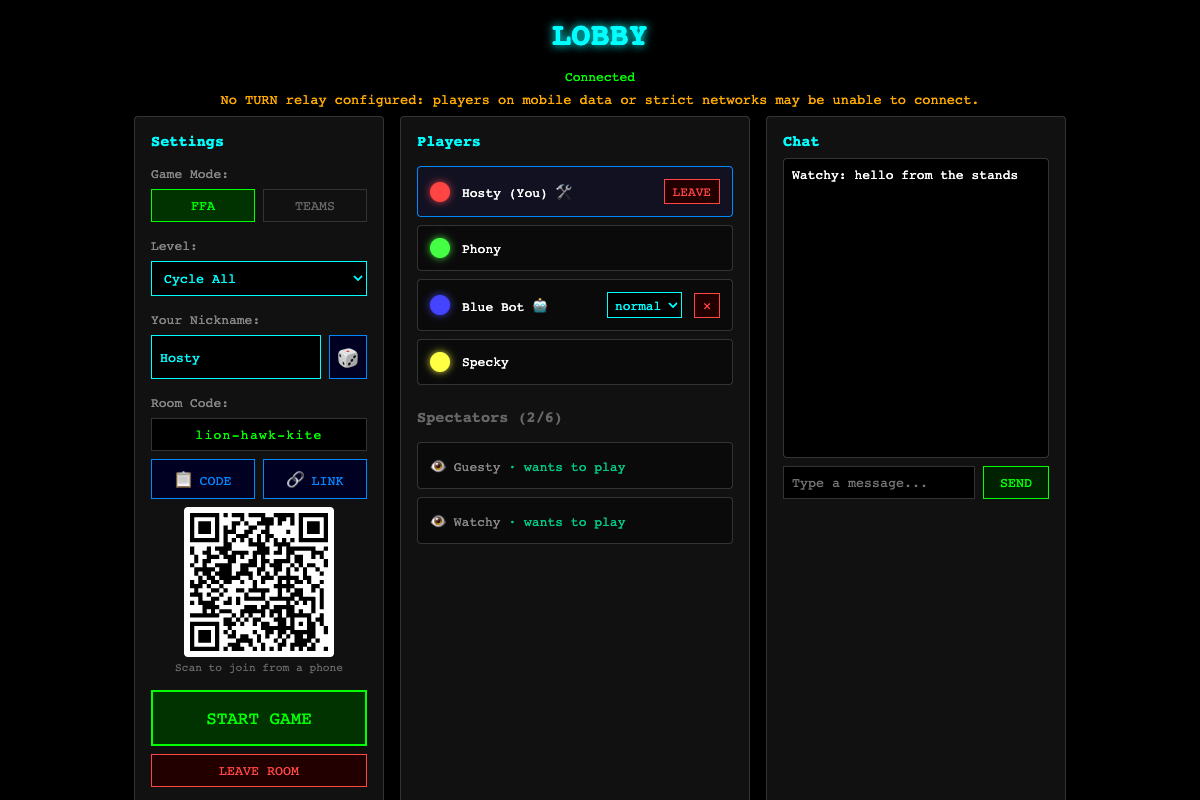 LOBBY
Connected
No TURN relay configured: players on mobile data or strict networks may be unable to connect.
Settings
Game Mode:
FFA
TEAMS
Level:
Cycle All
Your Nickname:
Hosty
Room Code:
lion-hawk-kite
CODE
LINK
Scan to join from a phone
START GAME
LEAVE ROOM
Players
Hosty (You)
LEAVE
Phony
Blue Bot
normal
×
Specky
Spectators (2/6)
Guesty · wants to play
Watchy · wants to play
Chat
Watchy: hello from the stands
Type a message...
SEND